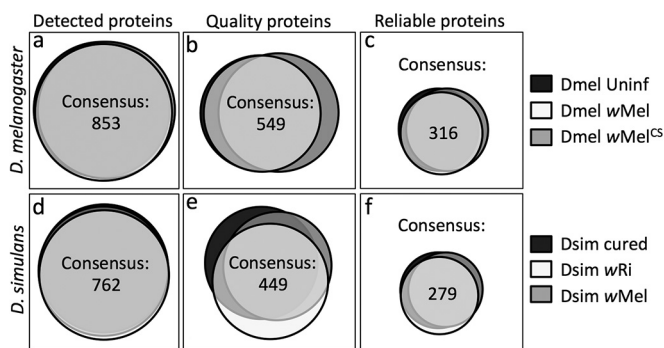 Detected proteins
Quality proteins
Reliable proteins
D. melanogaster
a
Consensus:
853
b
Consensus:
549
c
Consensus:
316
Dmel Uninf
Dmel wMel
Dmel wMelᶜˢ
D. simulans
d
Consensus:
762
e
Consensus:
449
f
Consensus:
279
Dsim cured
Dsim wRi
Dsim wMel